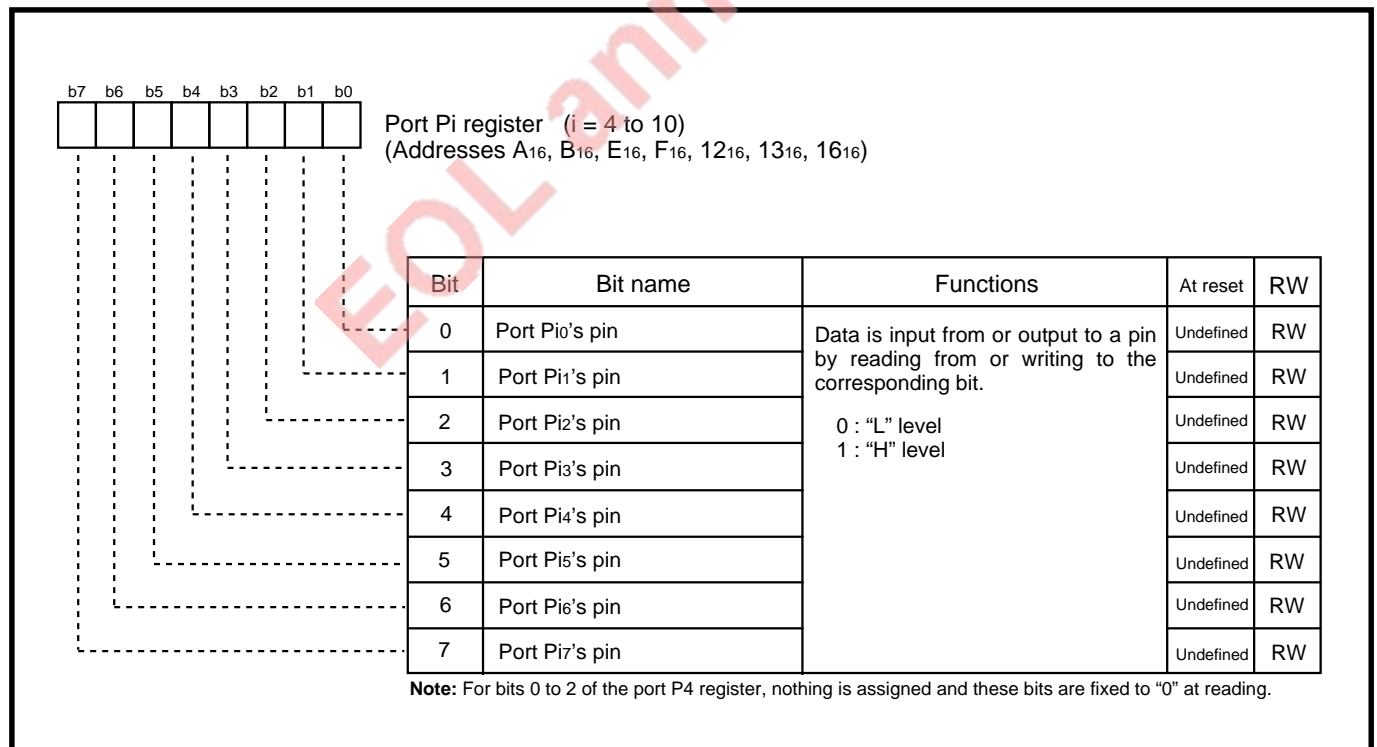 EOL ann
b7 b6 b5 b4 b3 b2 b1 b0
Port Pi register (i = 4 to 10)
(Addresses A16, B16, E16, F16, 1216, 1316, 1616)
Bit Bit name Functions At reset RW
0 Port Pi0’s pin Data is input from or output to a pin Undefined RW
by reading from or writing to the
1 Port Pi1’s pin corresponding bit. Undefined RW
2 Port Pi2’s pin 0 : “L” level Undefined RW
1 : “H” level
3 Port Pi3’s pin Undefined RW
4 Port Pi4’s pin Undefined RW
5 Port Pi5’s pin Undefined RW
6 Port Pi6’s pin Undefined RW
7 Port Pi7’s pin Undefined RW
Note: For bits 0 to 2 of the port P4 register, nothing is assigned and these bits are fixed to “0” at reading.